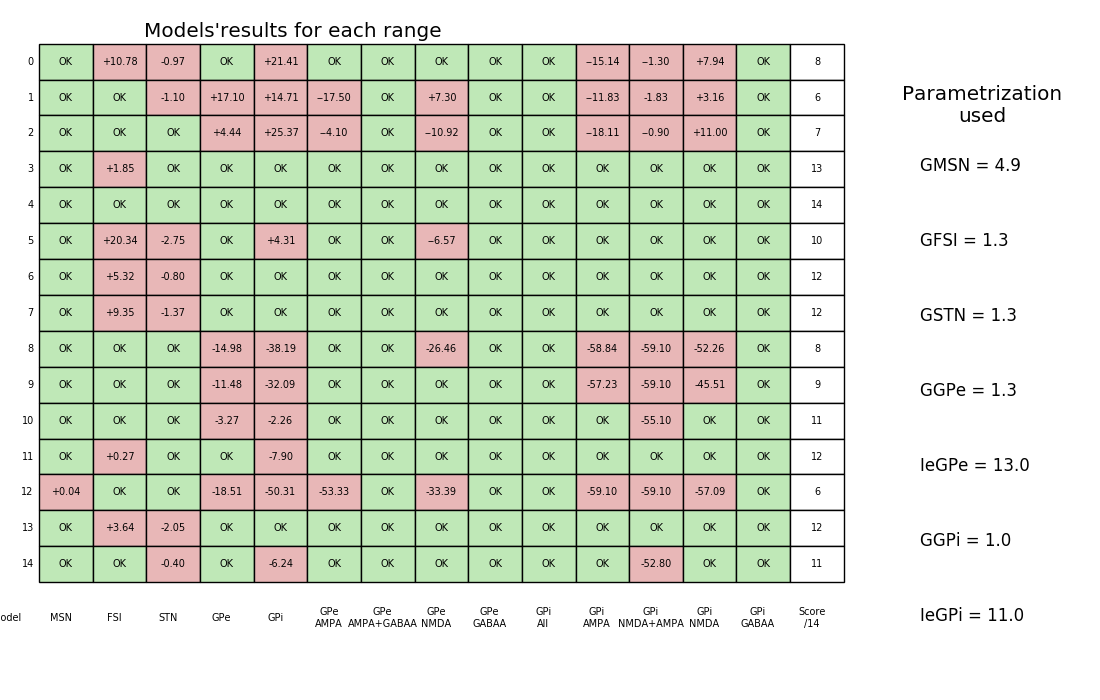 Models'results for each range
0 OK +10.78 -0.97 OK +21.41 OK OK OK OK OK −15.14 −1.30 +7.94 OK 8
1 OK OK -1.10 +17.10 +14.71 −17.50 OK +7.30 OK OK −11.83 -1.83 +3.16 OK 6
2 OK OK OK +4.44 +25.37 −4.10 OK −10.92 OK OK −18.11 −0.90 +11.00 OK 7
3 OK +1.85 OK OK OK OK OK OK OK OK OK OK OK OK 13
4 OK OK OK OK OK OK OK OK OK OK OK OK OK OK 14
5 OK +20.34 -2.75 OK +4.31 OK OK −6.57 OK OK OK OK OK OK 10
6 OK +5.32 -0.80 OK OK OK OK OK OK OK OK OK OK OK 12
7 OK +9.35 -1.37 OK OK OK OK OK OK OK OK OK OK OK 12
8 OK OK OK -14.98 -38.19 OK OK -26.46 OK OK -58.84 -59.10 -52.26 OK 8
9 OK OK OK -11.48 -32.09 OK OK OK OK OK -57.23 -59.10 -45.51 OK 9
10 OK OK OK -3.27 -2.26 OK OK OK OK OK OK -55.10 OK OK 11
11 OK +0.27 OK OK -7.90 OK OK OK OK OK OK OK OK OK 12
12 +0.04 OK OK -18.51 -50.31 -53.33 OK -33.39 OK OK -59.10 -59.10 -57.09 OK 6
13 OK +3.64 -2.05 OK OK OK OK OK OK OK OK OK OK OK 12
14 OK OK -0.40 OK -6.24 OK OK OK OK OK OK -52.80 OK OK 11
odel MSN FSI STN GPe GPi GPe GPe GPe GPe GPi GPi GPi GPi GPi Score
AMPA AMPA+GABAA NMDA GABAA All AMPA NMDA+AMPA NMDA GABAA /14
Parametrization
used
GMSN = 4.9
GFSI = 1.3
GSTN = 1.3
GGPe = 1.3
IeGPe = 13.0
GGPi = 1.0
IeGPi = 11.0